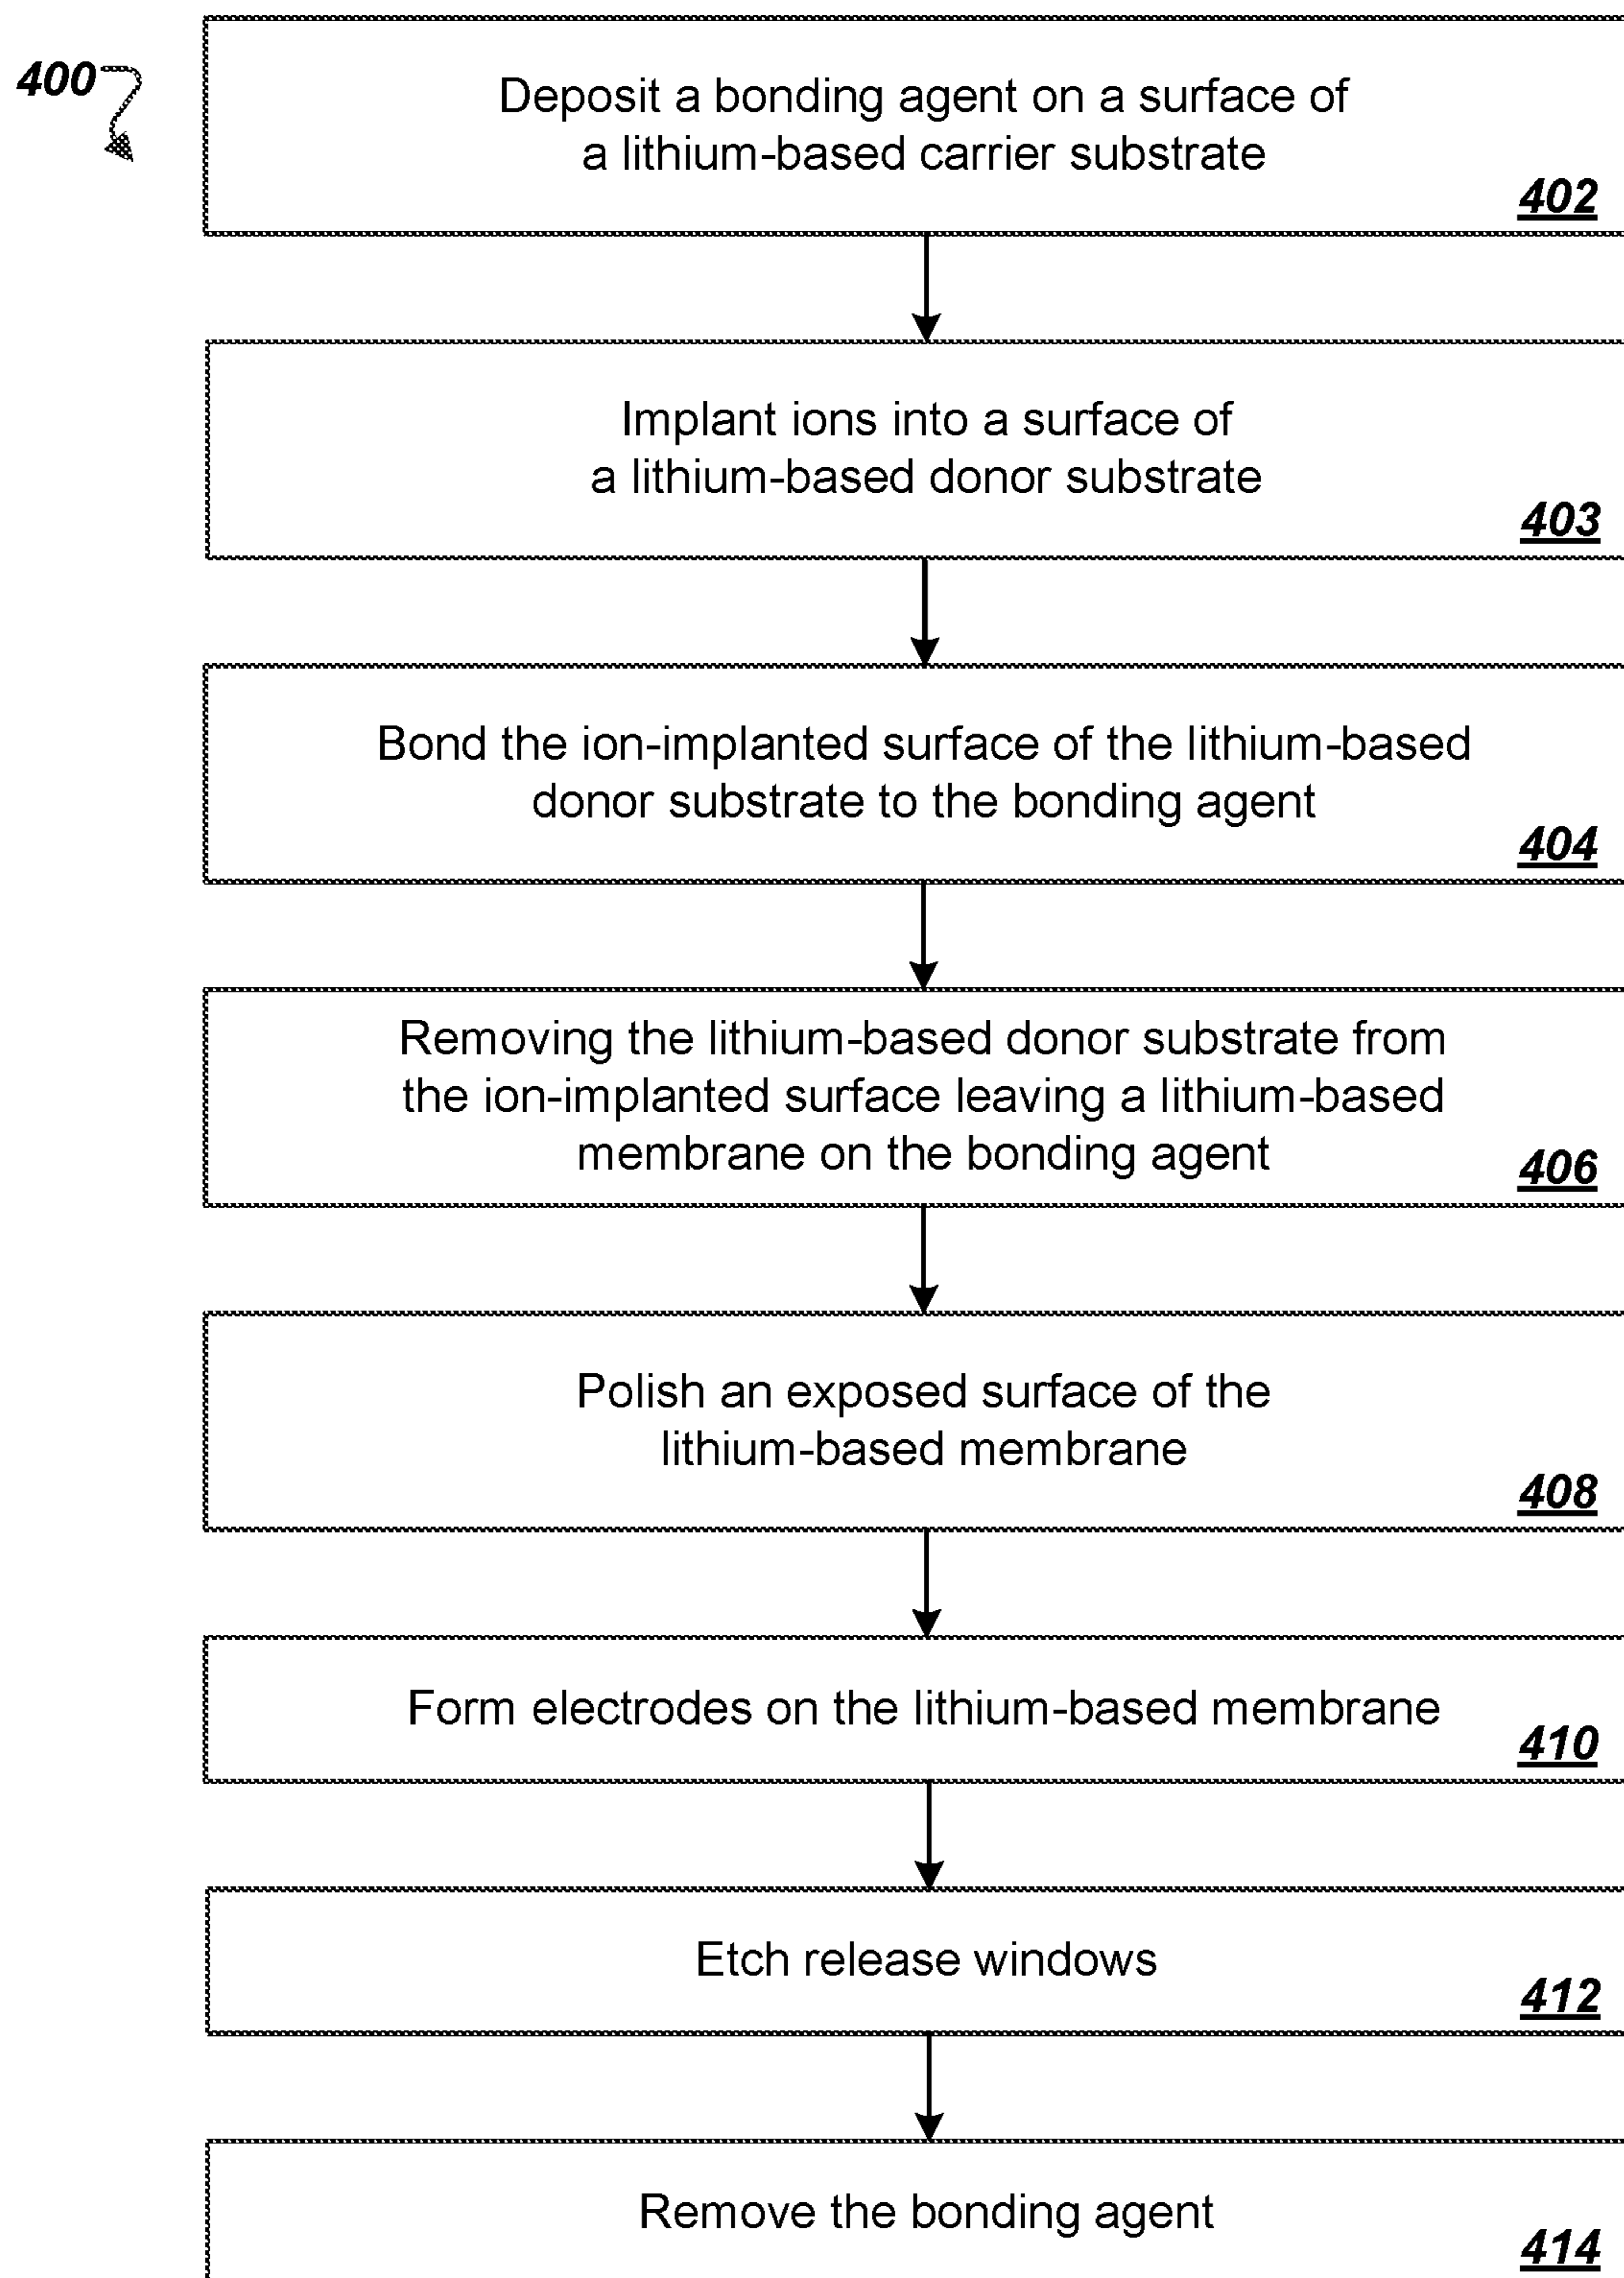 400
Deposit a bonding agent on a surface of
a lithium-based carrier substrate
402
Implant ions into a surface of
a lithium-based donor substrate
403
Bond the ion-implanted surface of the lithium-based
donor substrate to the bonding agent
404
Removing the lithium-based donor substrate from
the ion-implanted surface leaving a lithium-based
membrane on the bonding agent
406
Polish an exposed surface of the
lithium-based membrane
408
Form electrodes on the lithium-based membrane
410
Etch release windows
412
Remove the bonding agent
414